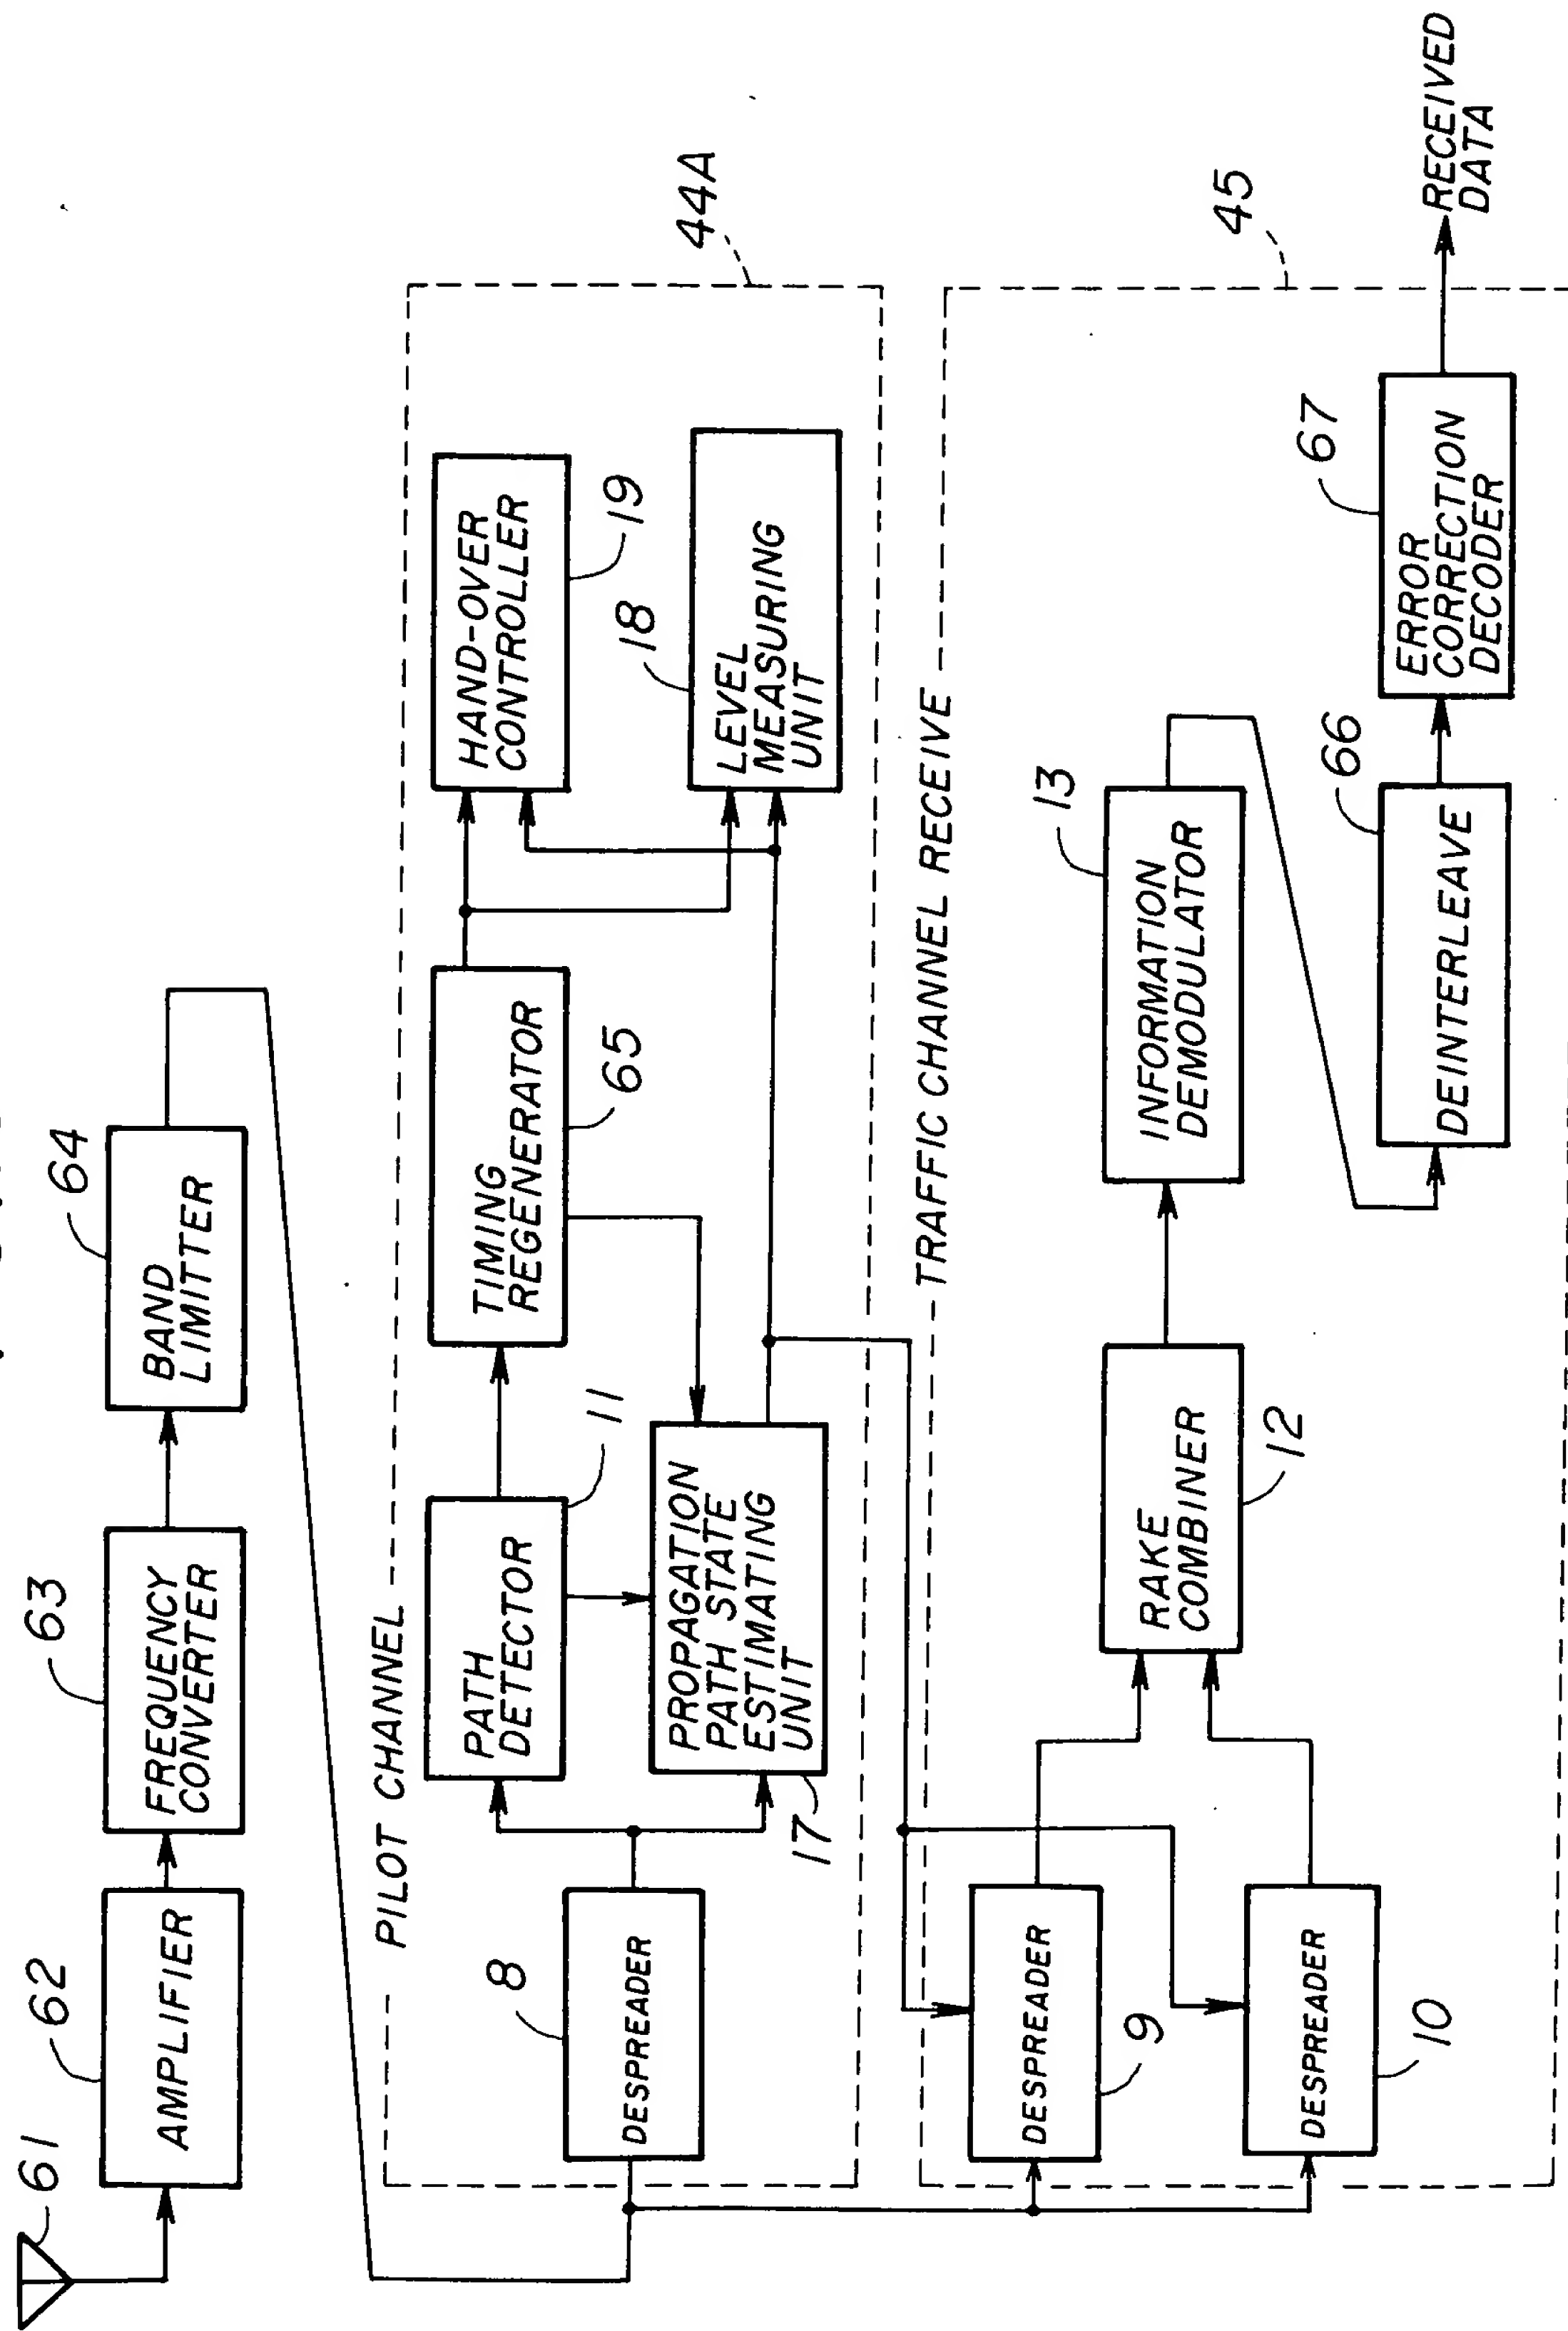 61
62
AMPLIFIER
63
FREQUENCY
CONVERTER
64
BAND
LIMITTER
PILOT CHANNEL
44A
8
DESPREADER
PATH
DETECTOR
11
TIMING
REGENERATOR
65
HAND-OVER
CONTROLLER
19
PROPAGATION
PATH STATE
ESTIMATING
UNIT
17
18
LEVEL
MEASURING
UNIT
TRAFFIC CHANNEL RECEIVE
45
DESPREADER
9
DESPREADER
10
RAKE
COMBINER
12
13
INFORMATION
DEMODULATOR
66
DEINTERLEAVE
67
ERROR
CORRECTION
DECODER
RECEIVED
DATA